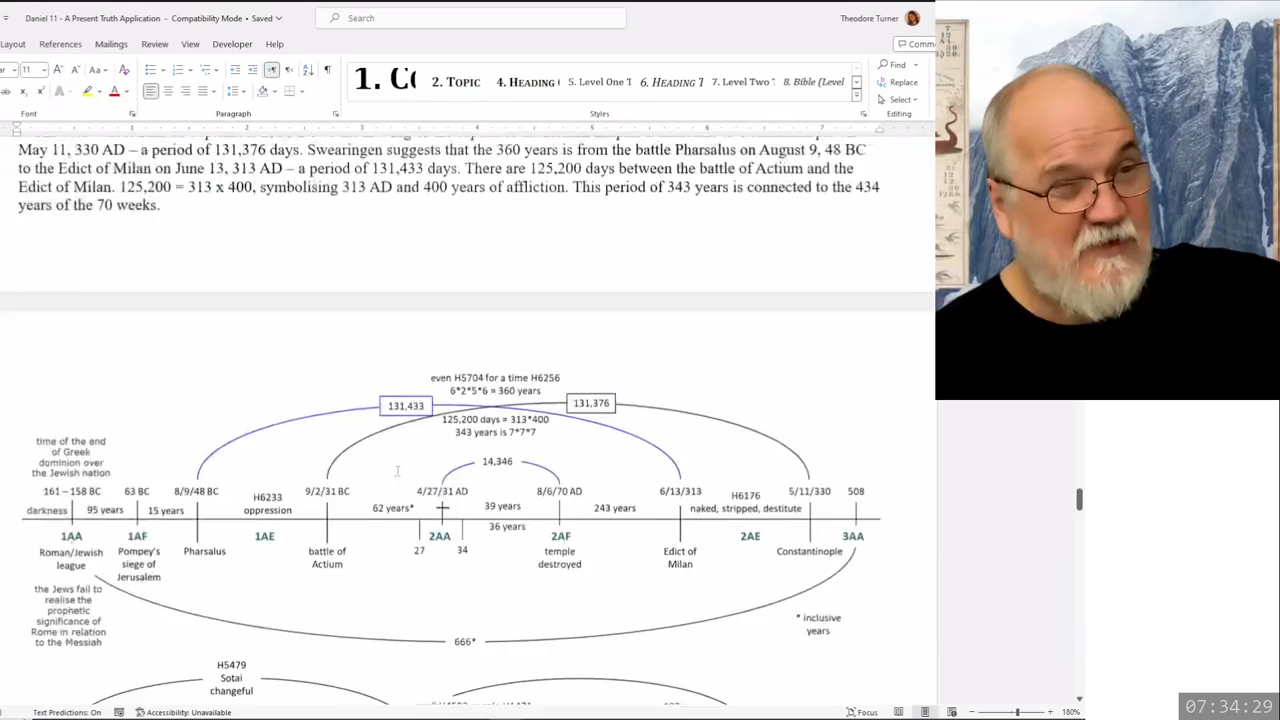 Daniel 11 - A Present Truth Application - Compatibility Mode • Saved
Search
Theodore Turner
Layout References Mailings Review View Developer Help
Comm
11
Aa
1. Co
2. TOPIC
4. HEADING
5. Level One T
6. HEADING T
7. Level Two T
8. Bible (Level
Find
Replace
Select
Font
Paragraph
Styles
Editing
May 11, 330 AD – a period of 131,376 days. Swearingen suggests that the 360 years is from the battle Pharsalus on August 9, 48 BC
to the Edict of Milan on June 13, 313 AD – a period of 131,433 days. There are 125,200 days between the battle of Actium and the
Edict of Milan. 125,200 = 313 x 400, symbolising 313 AD and 400 years of affliction. This period of 343 years is connected to the 434
years of the 70 weeks.
even H5704 for a time H6256
6*2*5*6 = 360 years
131,433
131,376
125,200 days = 313*400
343 years is 7*7*7
time of the end
of Greek
dominion over
the Jewish nation
14,346
161 – 158 BC
63 BC
8/9/48 BC
H6233
oppression
9/2/31 BC
4/27/31 AD
8/6/70 AD
6/13/313
H6176
naked, stripped, destitute
5/11/330
508
darkness
95 years
15 years
62 years*
39 years
243 years
36 years
1AA
Roman/Jewish
league
1AF
Pompey's
siege of
Jerusalem
Pharsalus
1AE
battle of
Actium
27
2AA
34
2AF
temple
destroyed
Edict of
Milan
2AE
Constantinople
3AA
the Jews fail to
realise the
prophetic
significance of
Rome in relation
to the Messiah
* inclusive
years
666*
H5479
Sotai
changeful
Text Predictions: On
Accessibility: Unavailable
Focus
180%
07:34:29